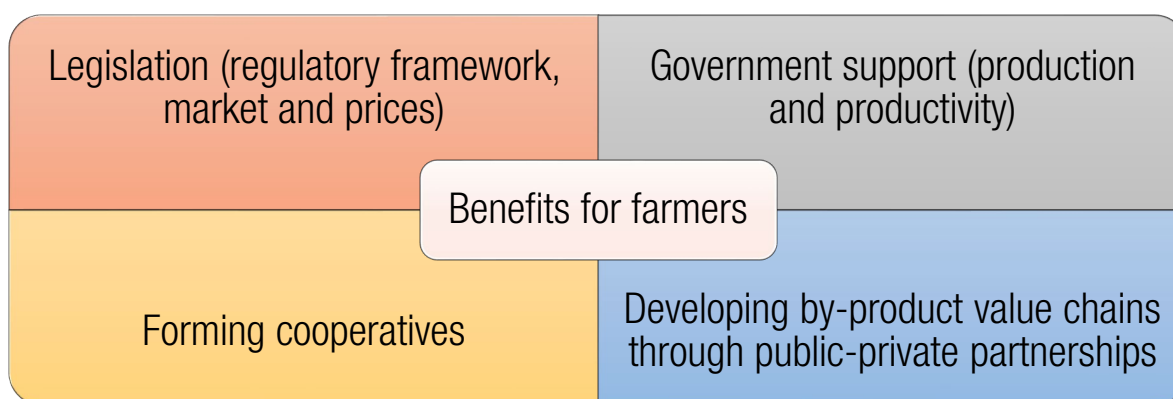 Legislation (regulatory framework,
market and prices)
Government support (production
and productivity)
Benefits for farmers
Forming cooperatives
Developing by-product value chains
through public-private partnerships